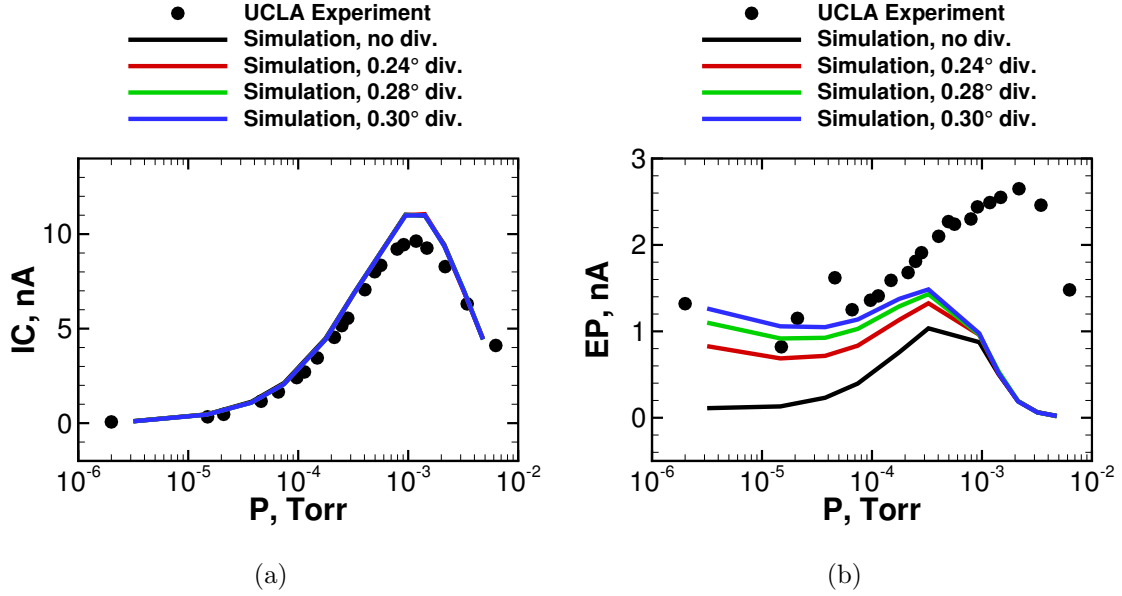 UCLA Experiment
Simulation, no div.
Simulation, 0.24° div.
Simulation, 0.28° div.
Simulation, 0.30° div.
IC, nA
10
5
0
10⁻⁶ 10⁻⁵ 10⁻⁴ 10⁻³ 10⁻²
P, Torr
(a)
UCLA Experiment
Simulation, no div.
Simulation, 0.24° div.
Simulation, 0.28° div.
Simulation, 0.30° div.
EP, nA
3
2
1
0
10⁻⁶ 10⁻⁵ 10⁻⁴ 10⁻³ 10⁻²
P, Torr
(b)